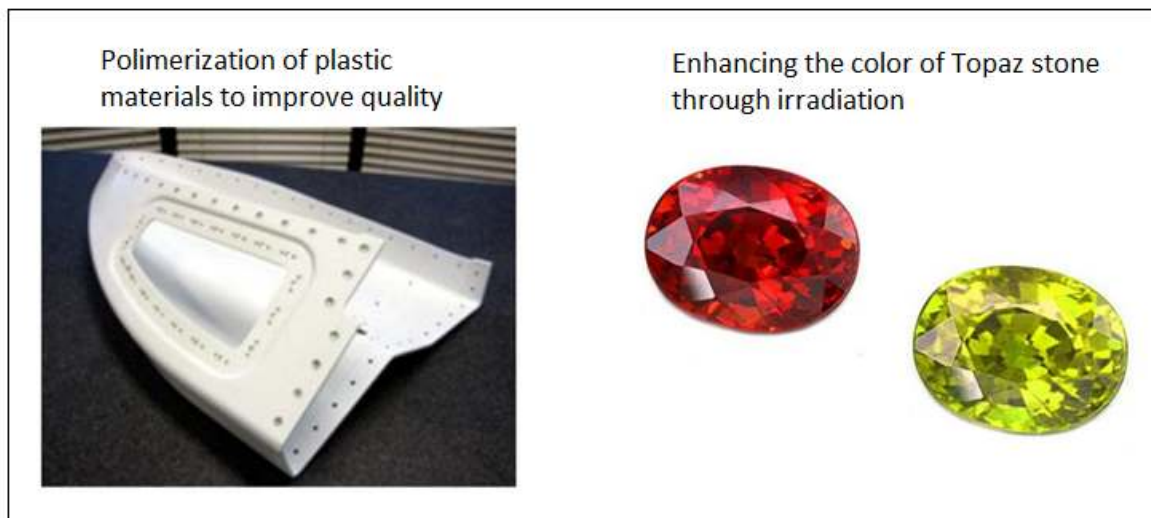 Polimerization of plastic
materials to improve quality
Enhancing the color of Topaz stone
through irradiation